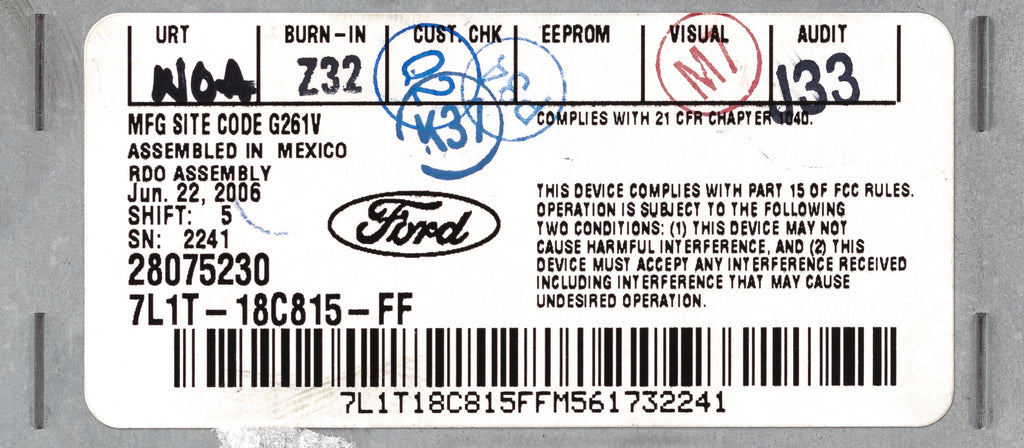 URT BURN-IN CUST. CHK EEPROM VISUAL AUDIT
NOA Z32 K31 M1 J33
COMPLIES WITH 21 CFR CHAPTER 1040.
MFG SITE CODE G261V
ASSEMBLED IN MEXICO
RDO ASSEMBLY
Jun. 22, 2006
SHIFT: 5
SN: 2241
28075230
7L1T-18C815-FF
Ford
THIS DEVICE COMPLIES WITH PART 15 OF FCC RULES.
OPERATION IS SUBJECT TO THE FOLLOWING
TWO CONDITIONS: (1) THIS DEVICE MAY NOT
CAUSE HARMFUL INTERFERENCE, AND (2) THIS
DEVICE MUST ACCEPT ANY INTERFERENCE RECEIVED
INCLUDING INTERFERENCE THAT MAY CAUSE
UNDESIRED OPERATION.
7L1T18C815FFM561732241